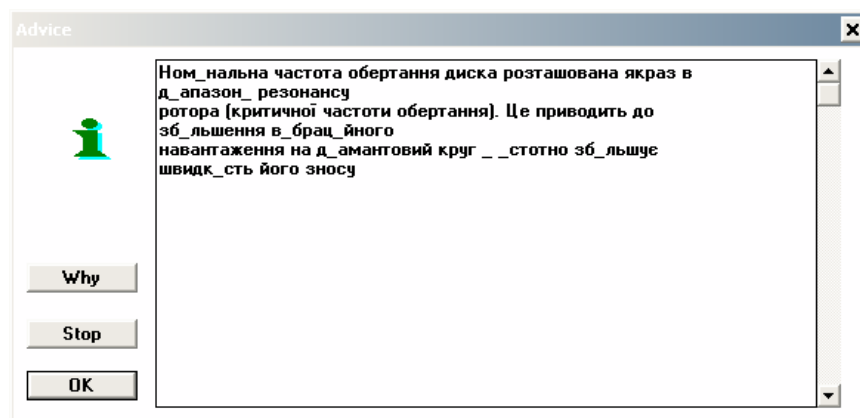 Advice
Ном_нальна частота обертання диска розташована якраз в
д_апазон_ резонансу
ротора (критичної частоти обертання). Це приводить до
зб_льшення в_брац_йного
навантаження на д_амантовий круг _ _стотно зб_льшує
швидк_сть його зносу
Why
Stop
OK